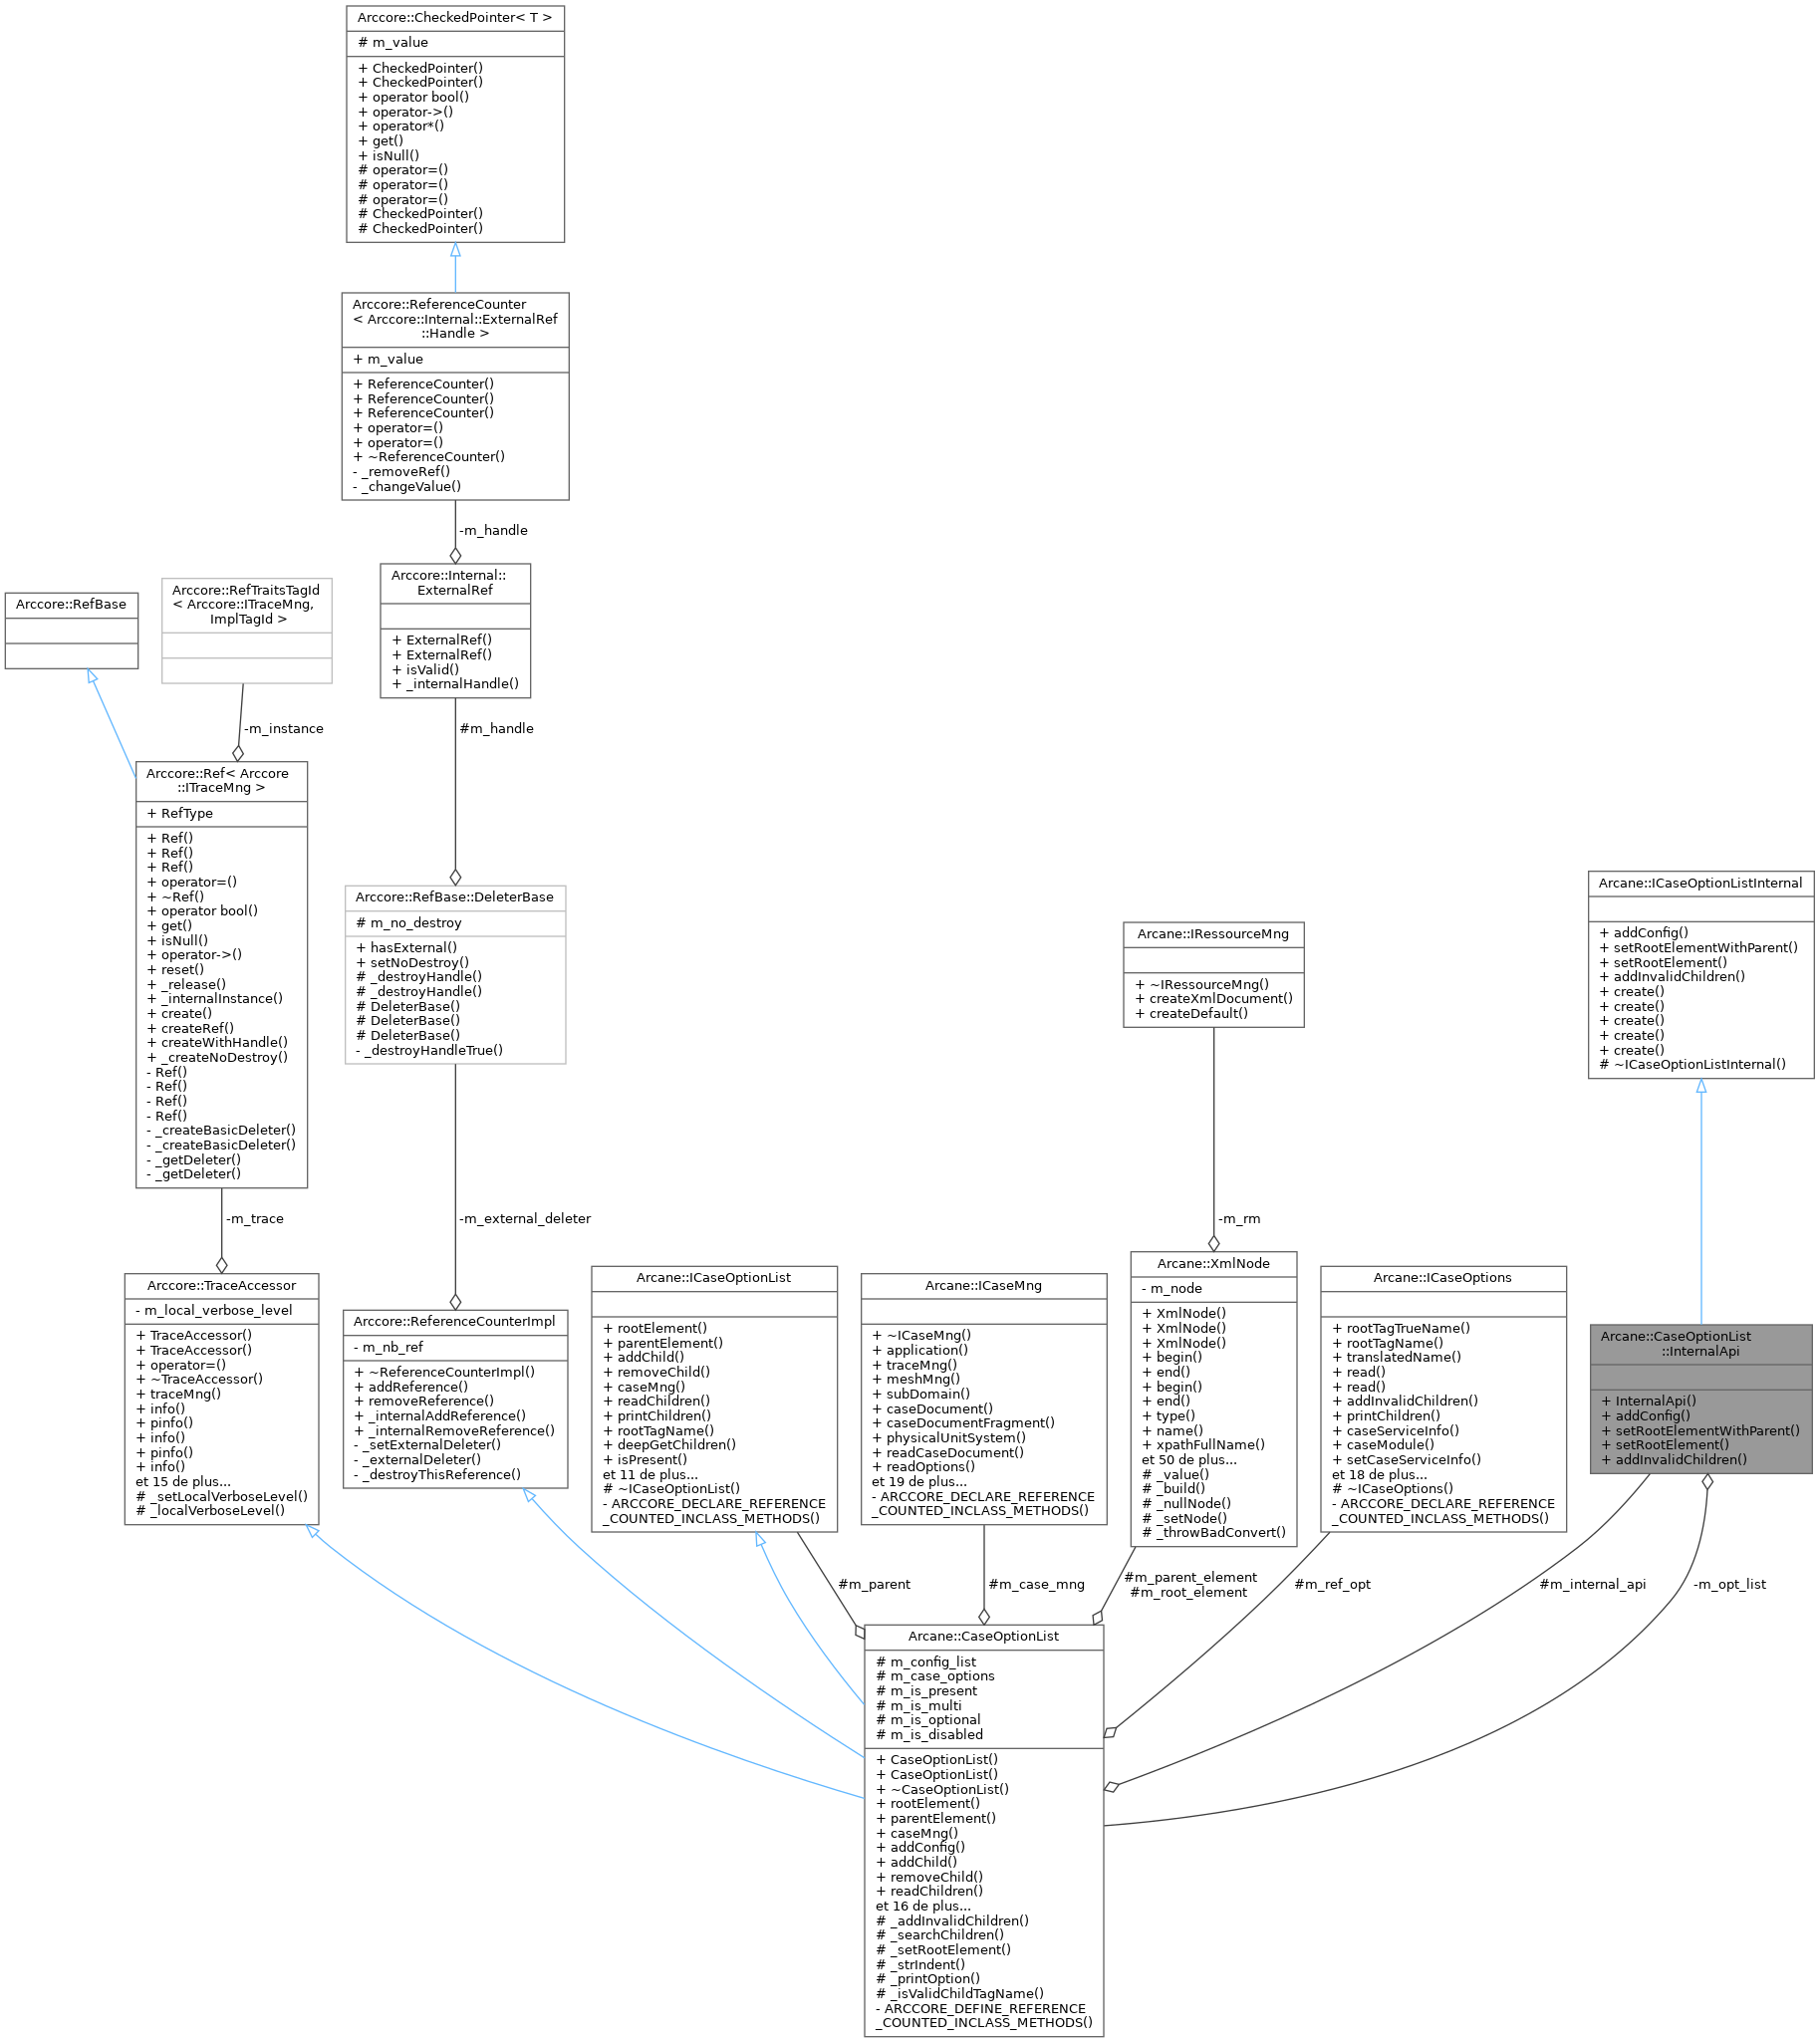 Arccore::CheckedPointer< T >
# m_value
+ CheckedPointer()
+ CheckedPointer()
+ operator bool()
+ operator->()
+ operator*()
+ get()
+ isNull()
# operator=()
# operator=()
# operator=()
# CheckedPointer()
# CheckedPointer()
Arccore::ReferenceCounter
< Arccore::Internal::ExternalRef
::Handle >
+ m_value
+ ReferenceCounter()
+ ReferenceCounter()
+ ReferenceCounter()
+ operator=()
+ operator=()
+ ~ReferenceCounter()
- _removeRef()
- _changeValue()
-m_handle
Arccore::Internal::
ExternalRef
+ ExternalRef()
+ ExternalRef()
+ isValid()
+ _internalHandle()
Arccore::RefBase
Arccore::RefTraitsTagId
< Arccore::ITraceMng,
ImplTagId >
-m_instance
#m_handle
Arccore::Ref< Arccore
::ITraceMng >
+ RefType
+ Ref()
+ Ref()
+ Ref()
+ operator=()
+ ~Ref()
+ operator bool()
+ get()
+ isNull()
+ operator->()
+ reset()
+ _release()
+ _internalInstance()
+ create()
+ createRef()
+ createWithHandle()
+ _createNoDestroy()
- Ref()
- Ref()
- Ref()
- Ref()
- _createBasicDeleter()
- _createBasicDeleter()
- _getDeleter()
- _getDeleter()
Arccore::RefBase::DeleterBase
# m_no_destroy
+ hasExternal()
+ setNoDestroy()
# _destroyHandle()
# _destroyHandle()
# DeleterBase()
# DeleterBase()
# DeleterBase()
- _destroyHandleTrue()
Arcane::IRessourceMng
+ ~IRessourceMng()
+ createXmlDocument()
+ createDefault()
Arcane::ICaseOptionListInternal
+ addConfig()
+ setRootElementWithParent()
+ setRootElement()
+ addInvalidChildren()
+ create()
+ create()
+ create()
+ create()
+ create()
# ~ICaseOptionListInternal()
-m_trace
-m_external_deleter
-m_rm
Arccore::TraceAccessor
- m_local_verbose_level
+ TraceAccessor()
+ TraceAccessor()
+ operator=()
+ ~TraceAccessor()
+ traceMng()
+ info()
+ pinfo()
+ info()
+ pinfo()
+ info()
et 15 de plus...
# _setLocalVerboseLevel()
# _localVerboseLevel()
Arccore::ReferenceCounterImpl
- m_nb_ref
+ ~ReferenceCounterImpl()
+ addReference()
+ removeReference()
+ _internalAddReference()
+ _internalRemoveReference()
- _setExternalDeleter()
- _externalDeleter()
- _destroyThisReference()
Arcane::ICaseOptionList
+ rootElement()
+ parentElement()
+ addChild()
+ removeChild()
+ caseMng()
+ readChildren()
+ printChildren()
+ rootTagName()
+ deepGetChildren()
+ isPresent()
et 11 de plus...
# ~ICaseOptionList()
- ARCCORE_DECLARE_REFERENCE
_COUNTED_INCLASS_METHODS()
Arcane::ICaseMng
+ ~ICaseMng()
+ application()
+ traceMng()
+ meshMng()
+ subDomain()
+ caseDocument()
+ caseDocumentFragment()
+ physicalUnitSystem()
+ readCaseDocument()
+ readOptions()
et 19 de plus...
- ARCCORE_DECLARE_REFERENCE
_COUNTED_INCLASS_METHODS()
Arcane::XmlNode
- m_node
+ XmlNode()
+ XmlNode()
+ XmlNode()
+ begin()
+ end()
+ begin()
+ end()
+ type()
+ name()
+ xpathFullName()
et 50 de plus...
# _value()
# _build()
# _nullNode()
# _setNode()
# _throwBadConvert()
Arcane::ICaseOptions
+ rootTagTrueName()
+ rootTagName()
+ translatedName()
+ read()
+ read()
+ addInvalidChildren()
+ printChildren()
+ caseServiceInfo()
+ caseModule()
+ setCaseServiceInfo()
et 18 de plus...
# ~ICaseOptions()
- ARCCORE_DECLARE_REFERENCE
_COUNTED_INCLASS_METHODS()
Arcane::CaseOptionList
::InternalApi
+ InternalApi()
+ addConfig()
+ setRootElementWithParent()
+ setRootElement()
+ addInvalidChildren()
#m_parent
#m_case_mng
#m_parent_element
#m_root_element
#m_ref_opt
#m_internal_api
-m_opt_list
Arcane::CaseOptionList
# m_config_list
# m_case_options
# m_is_present
# m_is_multi
# m_is_optional
# m_is_disabled
+ CaseOptionList()
+ CaseOptionList()
+ ~CaseOptionList()
+ rootElement()
+ parentElement()
+ caseMng()
+ addConfig()
+ addChild()
+ removeChild()
+ readChildren()
et 16 de plus...
# _addInvalidChildren()
# _searchChildren()
# _setRootElement()
# _strIndent()
# _printOption()
# _isValidChildTagName()
- ARCCORE_DEFINE_REFERENCE
_COUNTED_INCLASS_METHODS()